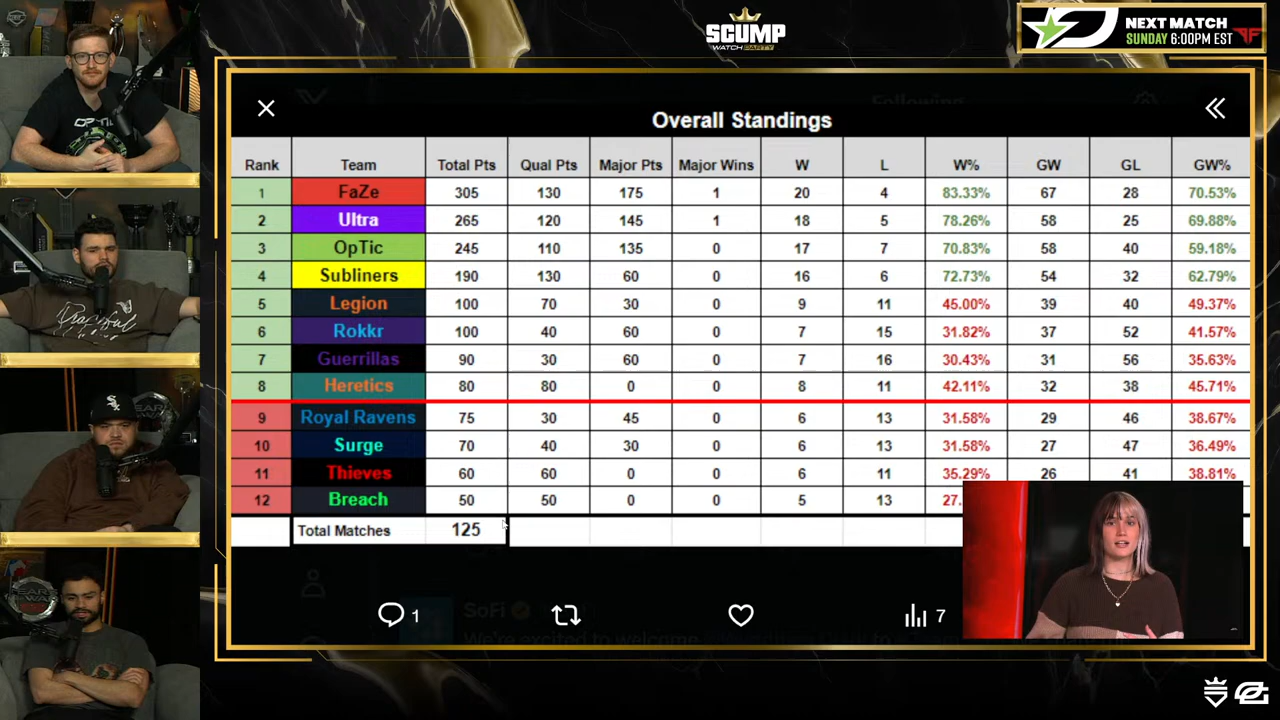 SCUMP
WATCH PARTY
NEXT MATCH
SUNDAY 6:00PM EST
Following
Overall Standings
Rank Team Total Pts Qual Pts Major Pts Major Wins W L W% GW GL GW%
1 FaZe 305 130 175 1 20 4 83.33% 67 28 70.53%
2 Ultra 265 120 145 1 18 5 78.26% 58 25 69.88%
3 OpTic 245 110 135 0 17 7 70.83% 58 40 59.18%
4 Subliners 190 130 60 0 16 6 72.73% 54 32 62.79%
5 Legion 100 70 30 0 9 11 45.00% 39 40 49.37%
6 Rokkr 100 40 60 0 7 15 31.82% 37 52 41.57%
7 Guerrillas 90 30 60 0 7 16 30.43% 31 56 35.63%
8 Heretics 80 80 0 0 8 11 42.11% 32 38 45.71%
9 Royal Ravens 75 30 45 0 6 13 31.58% 29 46 38.67%
10 Surge 70 40 30 0 6 13 31.58% 27 47 36.49%
11 Thieves 60 60 0 0 6 11 35.29% 26 41 38.81%
12 Breach 50 50 0 0 5 13 27.
Total Matches 125
SoFi
We're excited to welcome
1
7